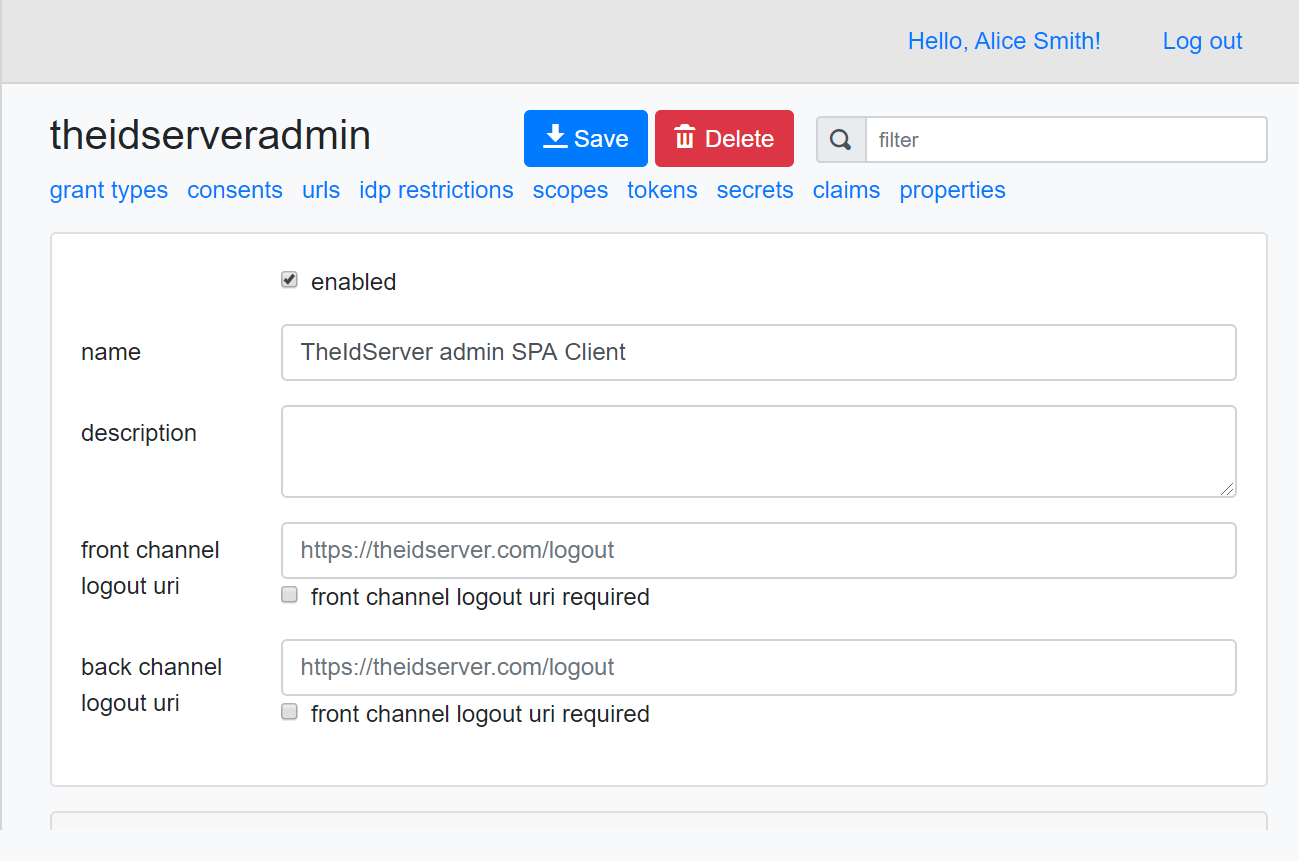 Hello, Alice Smith! Log out
theidserveradmin Save Delete filter
grant types consents urls idp restrictions scopes tokens secrets claims properties
enabled
name TheIdServer admin SPA Client
description
front channel https://theidserver.com/logout
logout uri
front channel logout uri required
back channel https://theidserver.com/logout
logout uri
front channel logout uri required